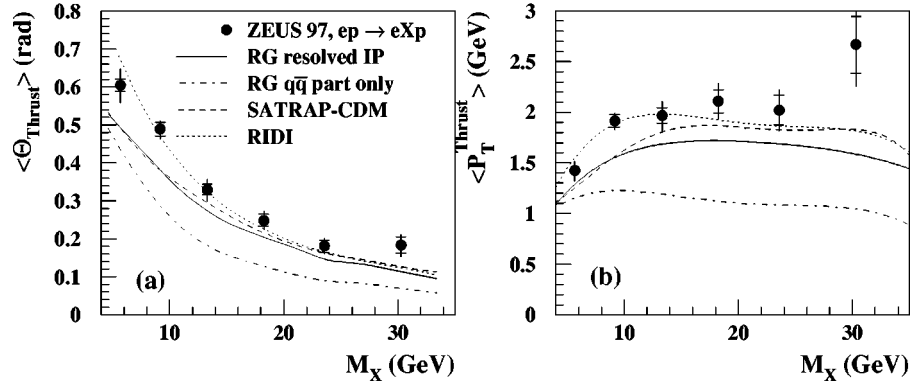 <Θ_Thrust> (rad)
0.8
0.7
0.6
0.5
0.4
0.3
0.2
0.1
0
ZEUS 97, ep → eXp
RG resolved IP
RG qq̅ part only
SATRAP-CDM
RIDI
(a)
10 20 30
M_X (GeV)
<P_T^Thrust> (GeV)
3
2.5
2
1.5
1
0.5
0
(b)
10 20 30
M_X (GeV)